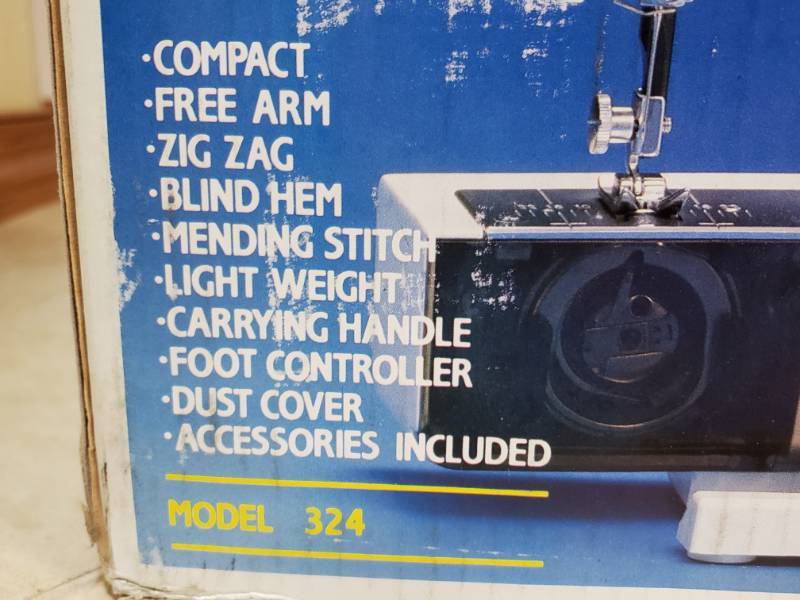 ·COMPACT
·FREE ARM
·ZIG ZAG
·BLIND HEM
·MENDING STITCH
·LIGHT WEIGHT
·CARRYING HANDLE
·FOOT CONTROLLER
·DUST COVER
·ACCESSORIES INCLUDED
MODEL 324